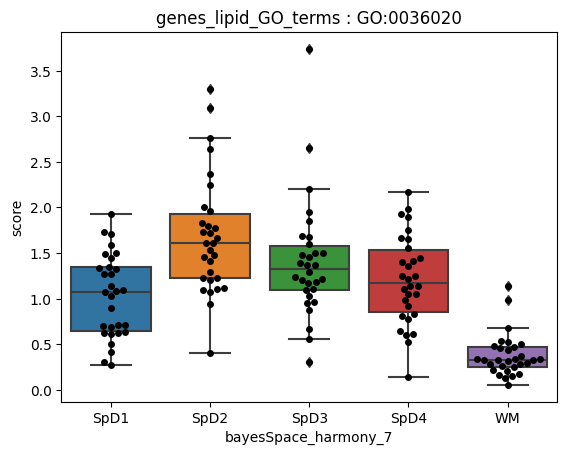 genes_lipid_GO_terms : GO:0036020
score
3.5
3.0
2.5
2.0
1.5
1.0
0.5
0.0
SpD1 SpD2 SpD3 SpD4 WM
bayesSpace_harmony_7